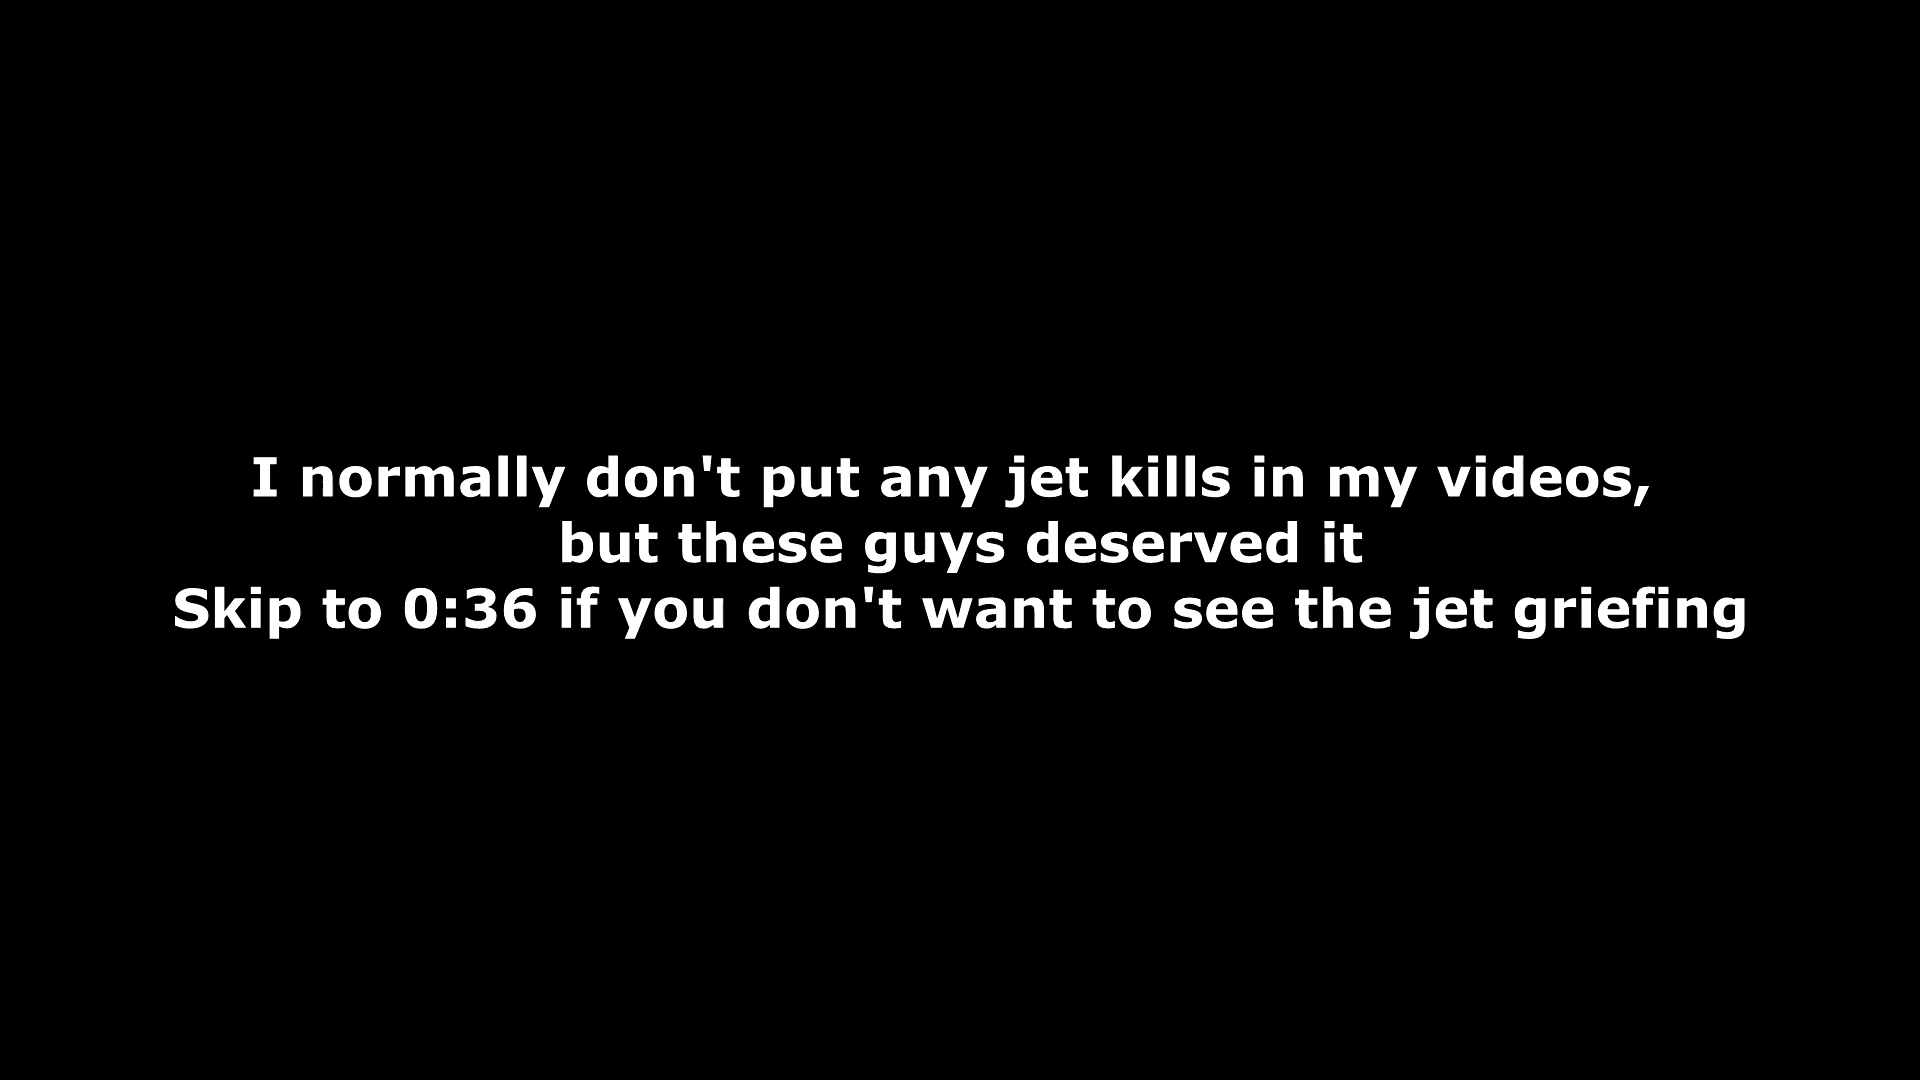 I normally don't put any jet kills in my videos,
but these guys deserved it
Skip to 0:36 if you don't want to see the jet griefing